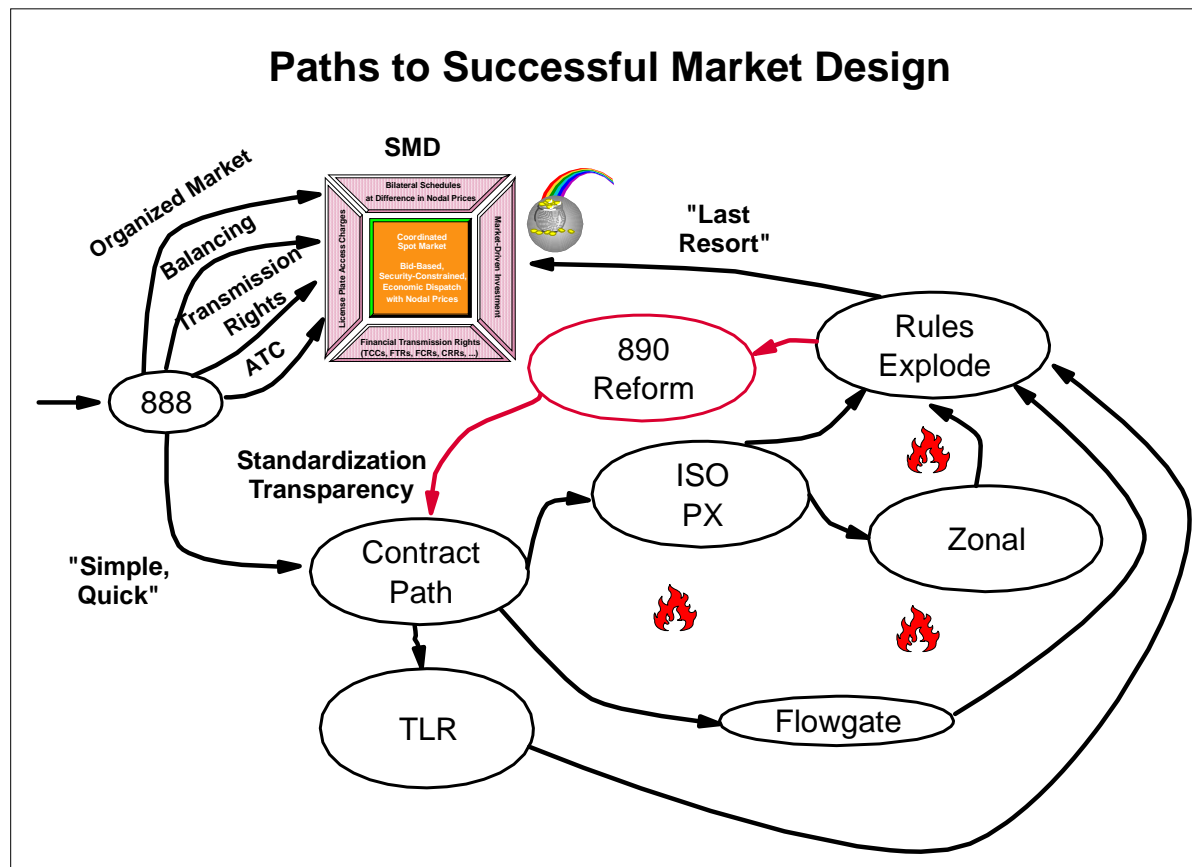 Paths to Successful Market Design
SMD
Organized Market
Balancing
Transmission
Rights
ATC
Bilateral Schedules
at Difference in Nodal Prices
License Plate Access Charges
Coordinated
Spot Market
Bid-Based,
Security-Constrained,
Economic Dispatch
with Nodal Prices
Market-Driven Investment
Financial Transmission Rights
(TCCs, FTRs, FCRs, CRRs, ...)
"Last
Resort"
888
890
Reform
Rules
Explode
Standardization
Transparency
ISO
PX
Zonal
"Simple,
Quick"
Contract
Path
TLR
Flowgate